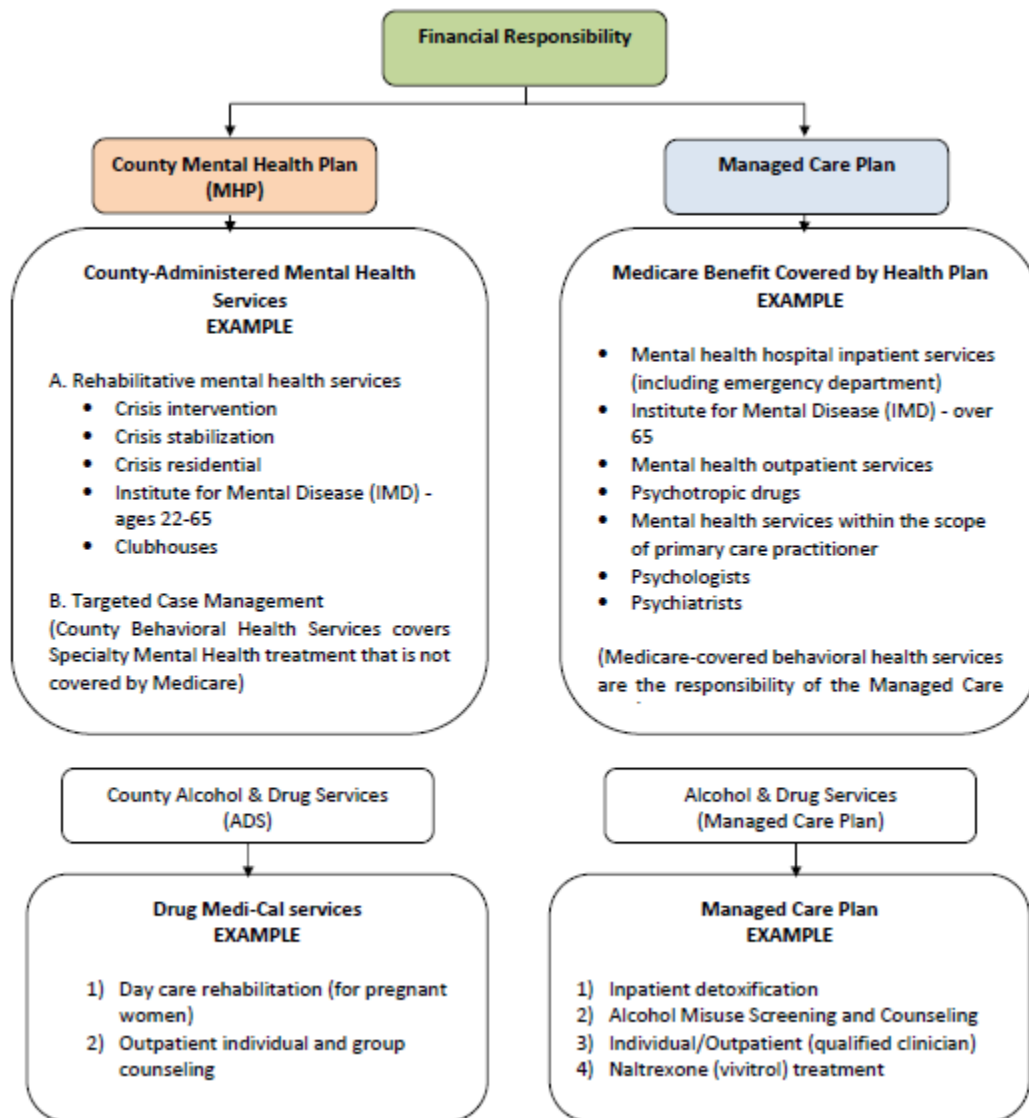 Financial Responsibility
County Mental Health Plan
(MHP)
Managed Care Plan
County-Administered Mental Health
Services
EXAMPLE
A. Rehabilitative mental health services
• Crisis intervention
• Crisis stabilization
• Crisis residential
• Institute for Mental Disease (IMD) -
ages 22-65
• Clubhouses
B. Targeted Case Management
(County Behavioral Health Services covers
Specialty Mental Health treatment that is not
covered by Medicare)
Medicare Benefit Covered by Health Plan
EXAMPLE
• Mental health hospital inpatient services
(including emergency department)
• Institute for Mental Disease (IMD) - over
65
• Mental health outpatient services
• Psychotropic drugs
• Mental health services within the scope
of primary care practitioner
• Psychologists
• Psychiatrists
(Medicare-covered behavioral health services
are the responsibility of the Managed Care
County Alcohol & Drug Services
(ADS)
Alcohol & Drug Services
(Managed Care Plan)
Drug Medi-Cal services
EXAMPLE
1) Day care rehabilitation (for pregnant
women)
2) Outpatient individual and group
counseling
Managed Care Plan
EXAMPLE
1) Inpatient detoxification
2) Alcohol Misuse Screening and Counseling
3) Individual/Outpatient (qualified clinician)
4) Naltrexone (vivitrol) treatment